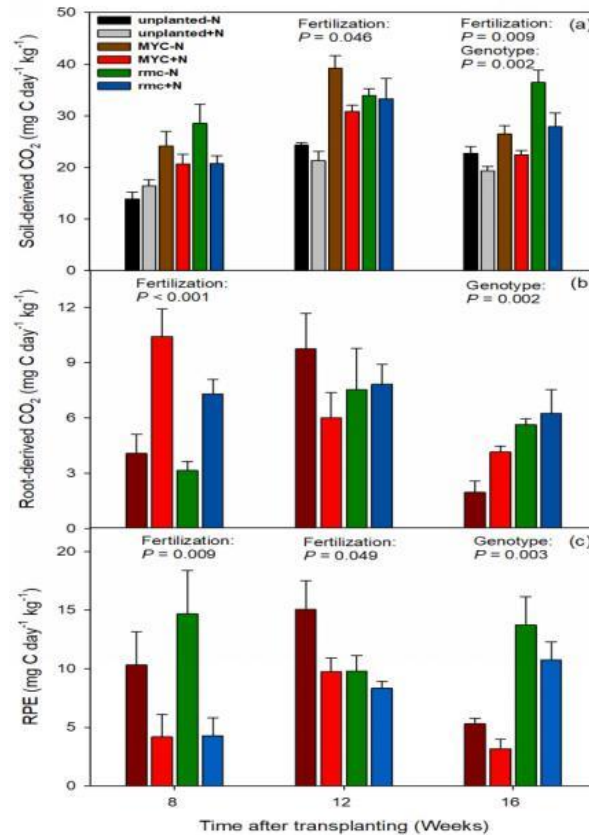 unplanted-N
unplanted+N
MYC-N
MYC+N
rmc-N
rmc+N
Fertilization:
P = 0.046
(a)
Fertilization:
P = 0.009
Genotype:
P = 0.002
Soil-derived CO₂ (mg C day⁻¹ kg⁻¹)
50
40
30
20
10
0
Fertilization:
P < 0.001
Genotype:
P = 0.002
(b)
Root-derived CO₂ (mg C day⁻¹ kg⁻¹)
12
9
6
3
0
Fertilization:
P = 0.009
Fertilization:
P = 0.049
Genotype:
P = 0.003
(c)
RPE (mg C day⁻¹ kg⁻¹)
20
15
10
5
0
8
12
16
Time after transplanting (Weeks)